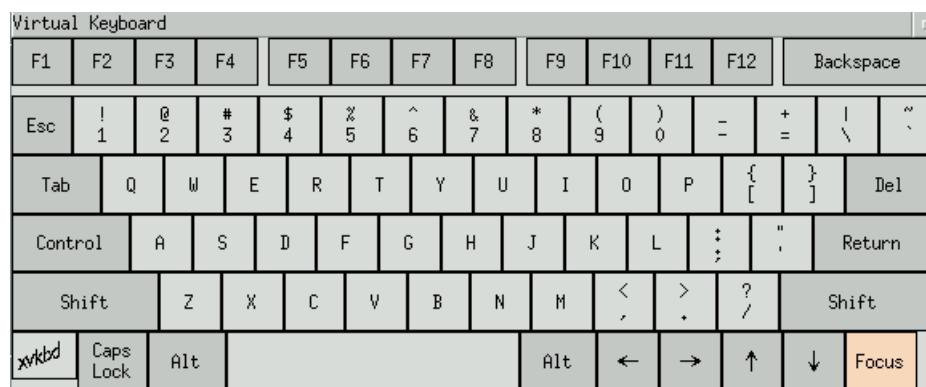 Virtual Keyboard
F1 F2 F3 F4 F5 F6 F7 F8 F9 F10 F11 F12 Backspace
Esc ! 1 @ 2 # 3 $ 4 % 5 ^ 6 & 7 * 8 ( 9 ) 0 _ - + = | \ ~ `
Tab Q W E R T Y U I O P { [ } ] Del
Control A S D F G H J K L : ; " ' Return
Shift Z X C V B N M < , > . ? / Shift
xvkbd Caps Lock Alt Alt ← → ↑ ↓ Focus